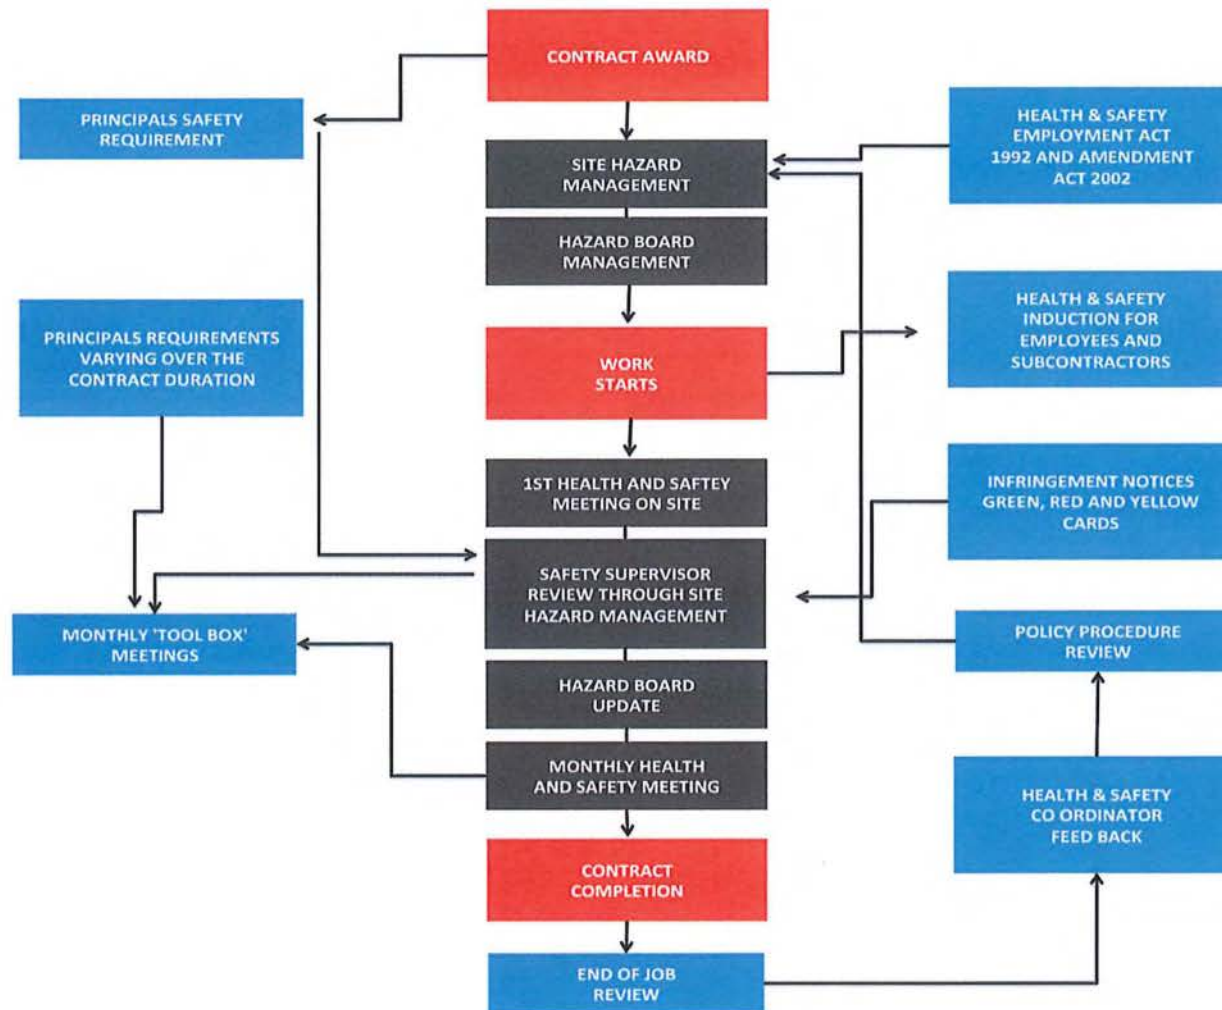 CONTRACT AWARD
PRINCIPALS SAFETY
REQUIREMENT
HEALTH & SAFETY
EMPLOYMENT ACT
1992 AND AMENDMENT
ACT 2002
SITE HAZARD
MANAGEMENT
HAZARD BOARD
MANAGEMENT
PRINCIPALS REQUIREMENTS
VARYING OVER THE
CONTRACT DURATION
WORK
STARTS
HEALTH & SAFETY
INDUCTION FOR
EMPLOYEES AND
SUBCONTRACTORS
1ST HEALTH AND SAFTEY
MEETING ON SITE
INFRINGEMENT NOTICES
GREEN, RED AND YELLOW
CARDS
SAFETY SUPERVISOR
REVIEW THROUGH SITE
HAZARD MANAGEMENT
MONTHLY 'TOOL BOX'
MEETINGS
POLICY PROCEDURE
REVIEW
HAZARD BOARD
UPDATE
MONTHLY HEALTH
AND SAFETY MEETING
HEALTH & SAFETY
CO ORDINATOR
FEED BACK
CONTRACT
COMPLETION
END OF JOB
REVIEW